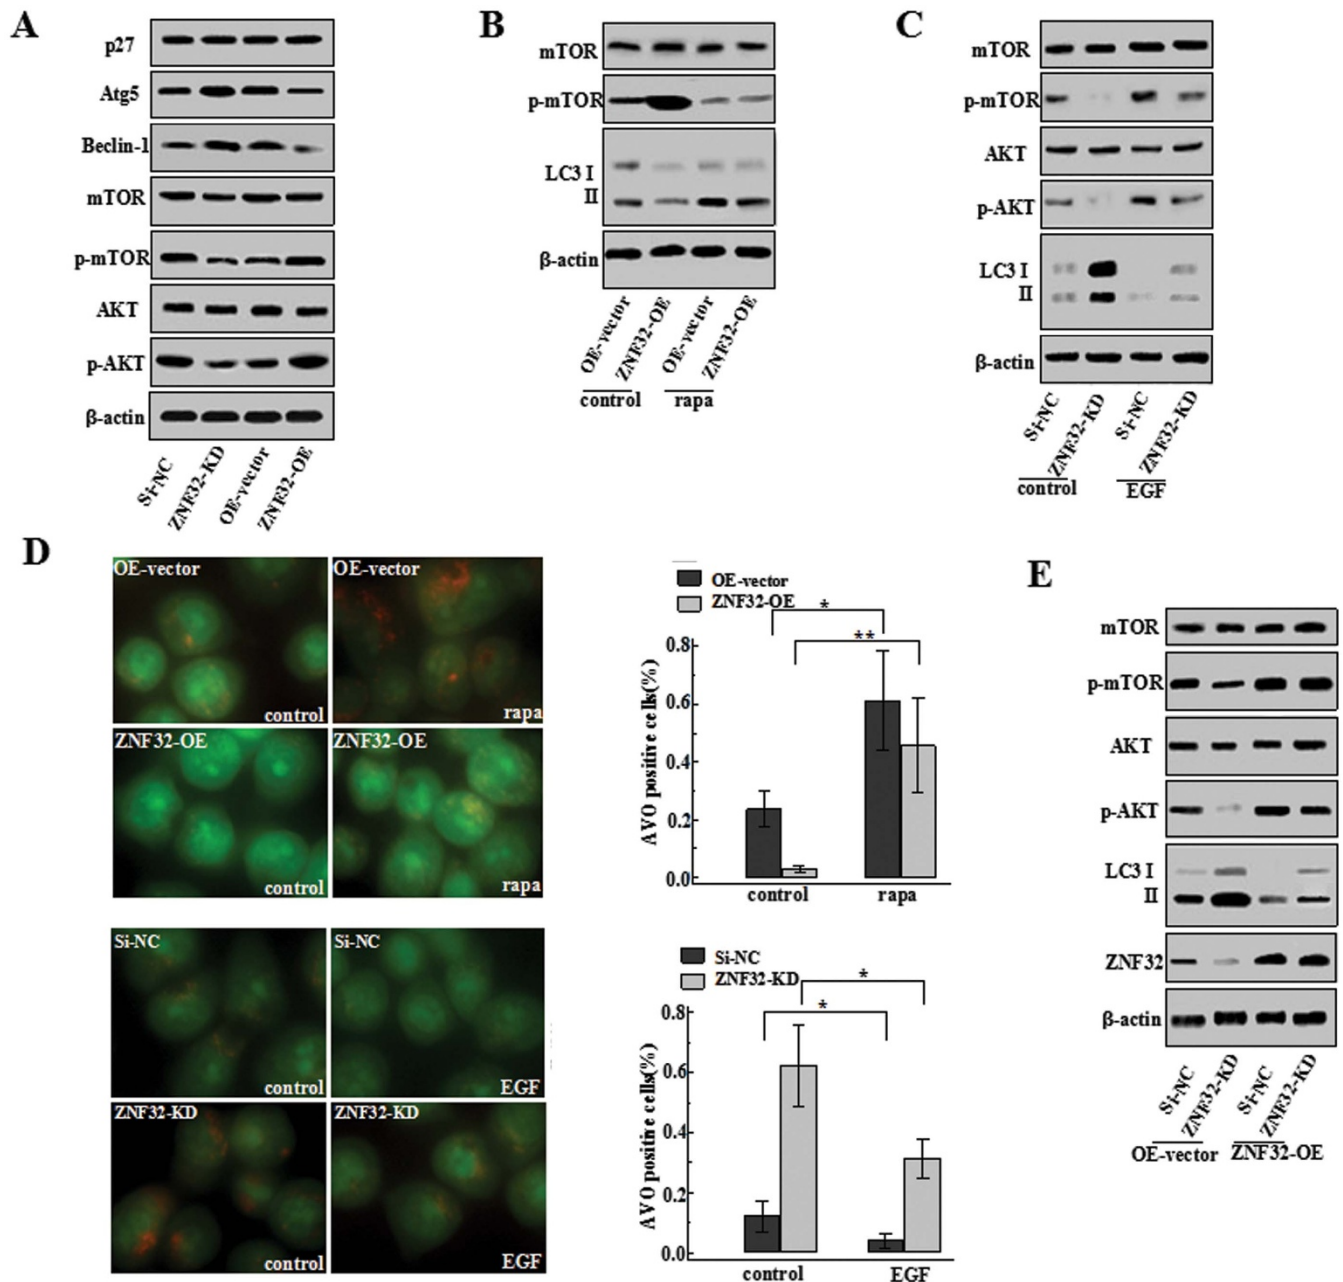 A
p27
Atg5
Beclin-1
mTOR
p-mTOR
AKT
p-AKT
β-actin
Si-NC
ZNF32-KD
OE-vector
ZNF32-OE
B
mTOR
p-mTOR
LC3 I
II
β-actin
OE-vector
ZNF32-OE
OE-vector
ZNF32-OE
control
rapa
C
mTOR
p-mTOR
AKT
p-AKT
LC3 I
II
β-actin
Si-NC
ZNF32-KD
Si-NC
ZNF32-KD
control
EGF
D
OE-vector
control
OE-vector
rapa
ZNF32-OE
control
ZNF32-OE
rapa
OE-vector
ZNF32-OE
*
**
AVO positive cells(%)
0.8
0.6
0.4
0.2
0.0
control
rapa
Si-NC
control
Si-NC
EGF
ZNF32-KD
control
ZNF32-KD
EGF
Si-NC
ZNF32-KD
*
*
AVO positive cells(%)
0.8
0.6
0.4
0.2
0.0
control
EGF
E
mTOR
p-mTOR
AKT
p-AKT
LC3 I
II
ZNF32
β-actin
Si-NC
ZNF32-KD
Si-NC
ZNF32-KD
OE-vector
ZNF32-OE